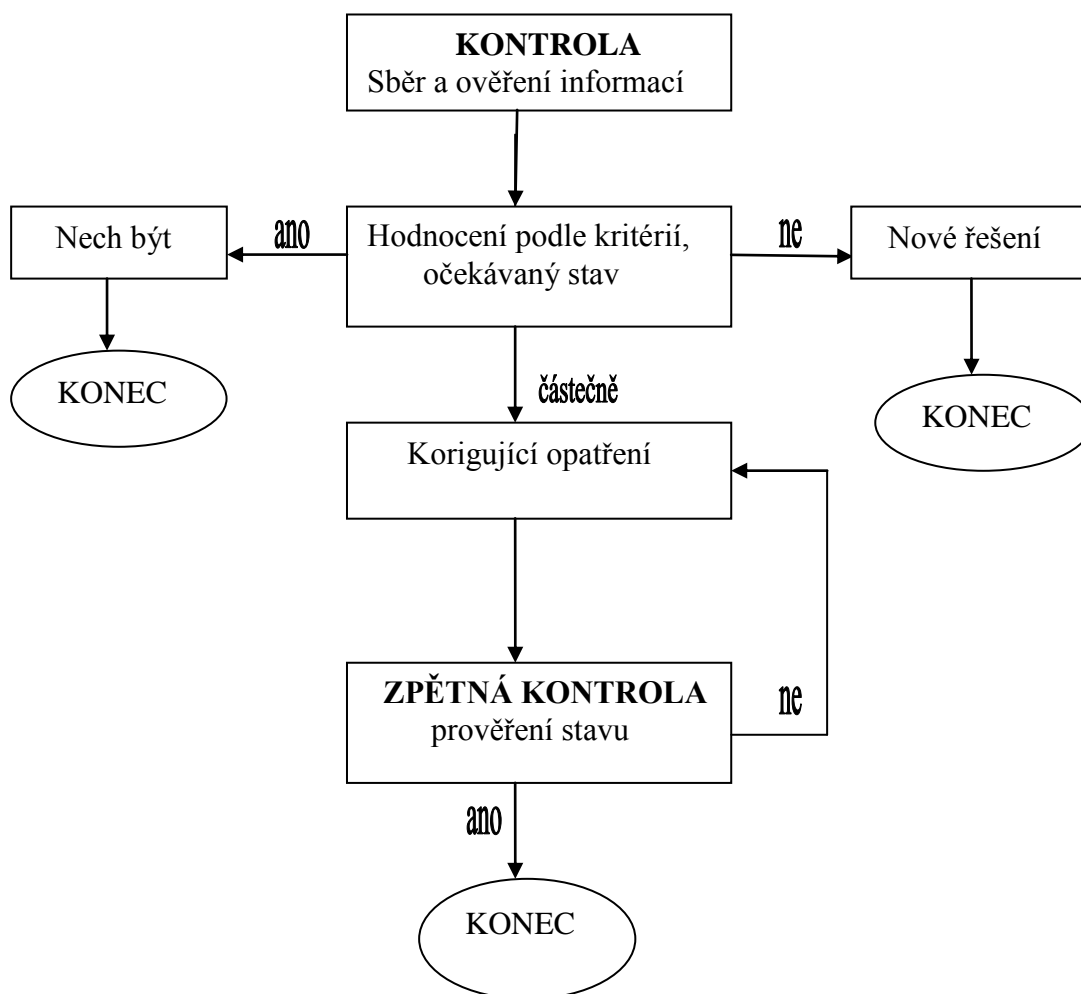 KONTROLA
Sběr a ověření informací
Nech být
ano
Hodnocení podle kritérií,
očekávaný stav
ne
Nové řešení
KONEC
částečně
KONEC
Korigující opatření
ZPĚTNÁ KONTROLA
prověření stavu
ne
ano
KONEC